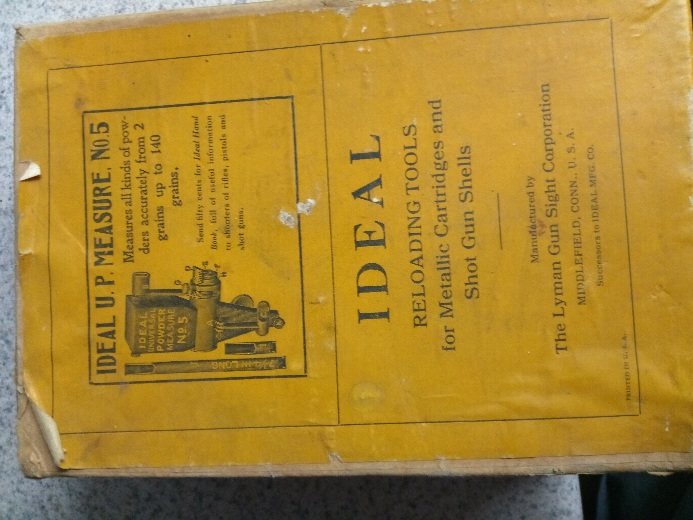 IDEAL U. P. MEASURE, No. 5
Measures all kinds of pow-
ders accurately from 2
grains up to 140
grains.
Send fifty cents for Ideal Hand
Book, full of useful information
to shooters of rifles, pistols and
shot guns.
IDEAL
UNIVERSAL
POWDER
MEASURE
No 5
IDEAL
RELOADING TOOLS
for Metallic Cartridges and
Shot Gun Shells
Manufactured by
The Lyman Gun Sight Corporation
MIDDLEFIELD, CONN., U. S. A.
Successors to IDEAL MFG. CO.
PRINTED IN U. S. A.